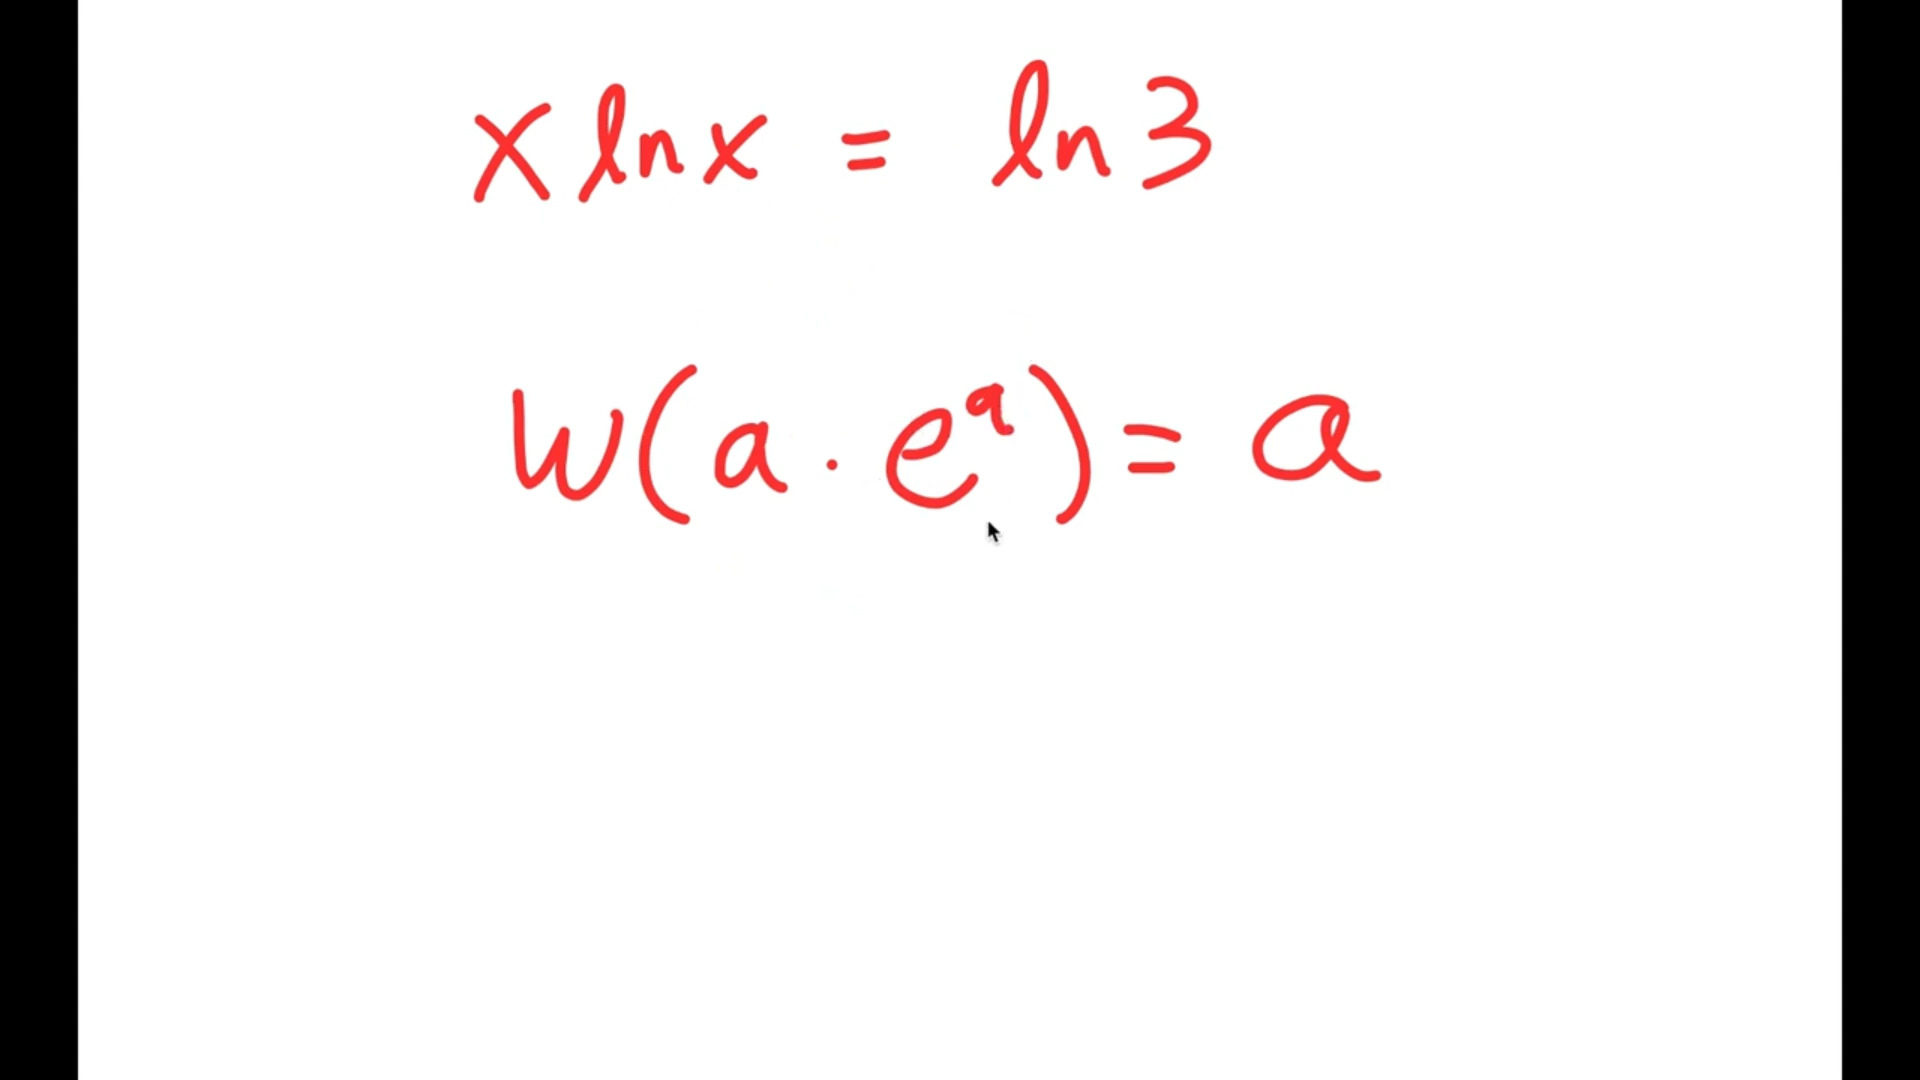 x ln x = ln 3
W(a · e^a) = a